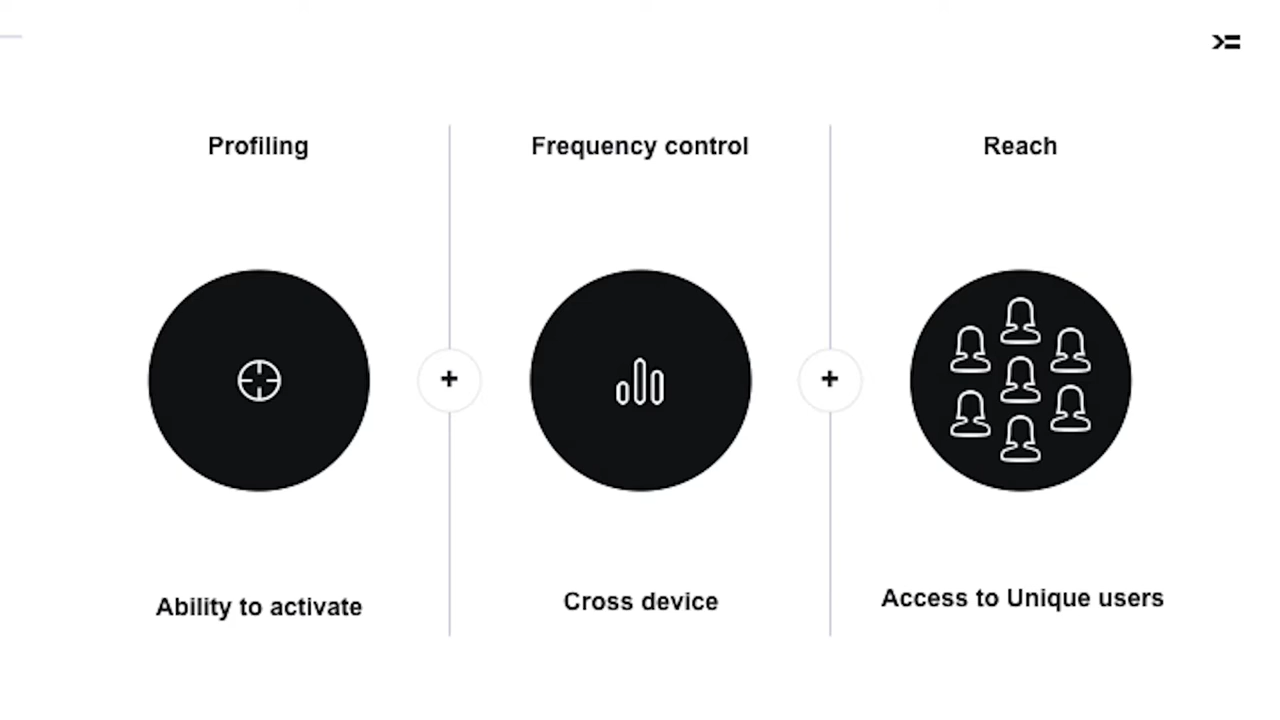 Profiling
Frequency control
Reach
+
+
Ability to activate
Cross device
Access to Unique users